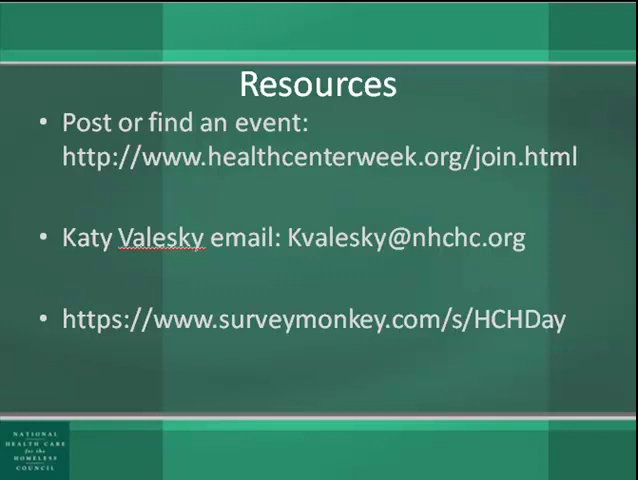 Resources
• Post or find an event:
http://www.healthcenterweek.org/join.html
• Katy Valesky email: Kvalesky@nhchc.org
• https://www.surveymonkey.com/s/HCHDay
NATIONAL
HEALTH CARE
for the
HOMELESS
COUNCIL